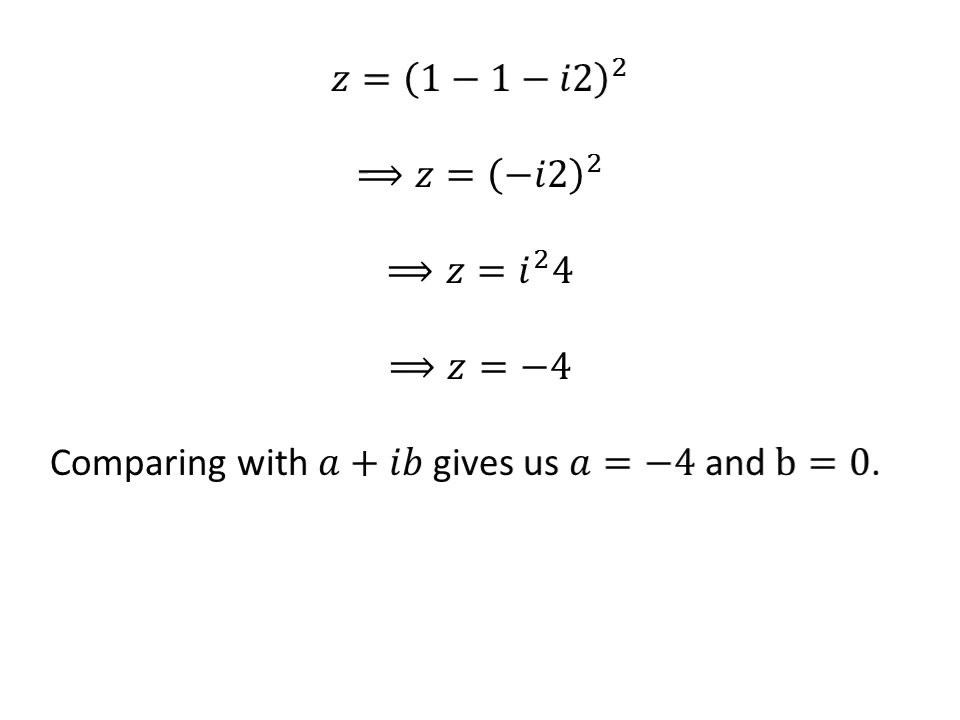 z = (1 − 1 − i2)²
⟹ z = (−i2)²
⟹ z = i²4
⟹ z = −4
Comparing with a + ib gives us a = −4 and b = 0.